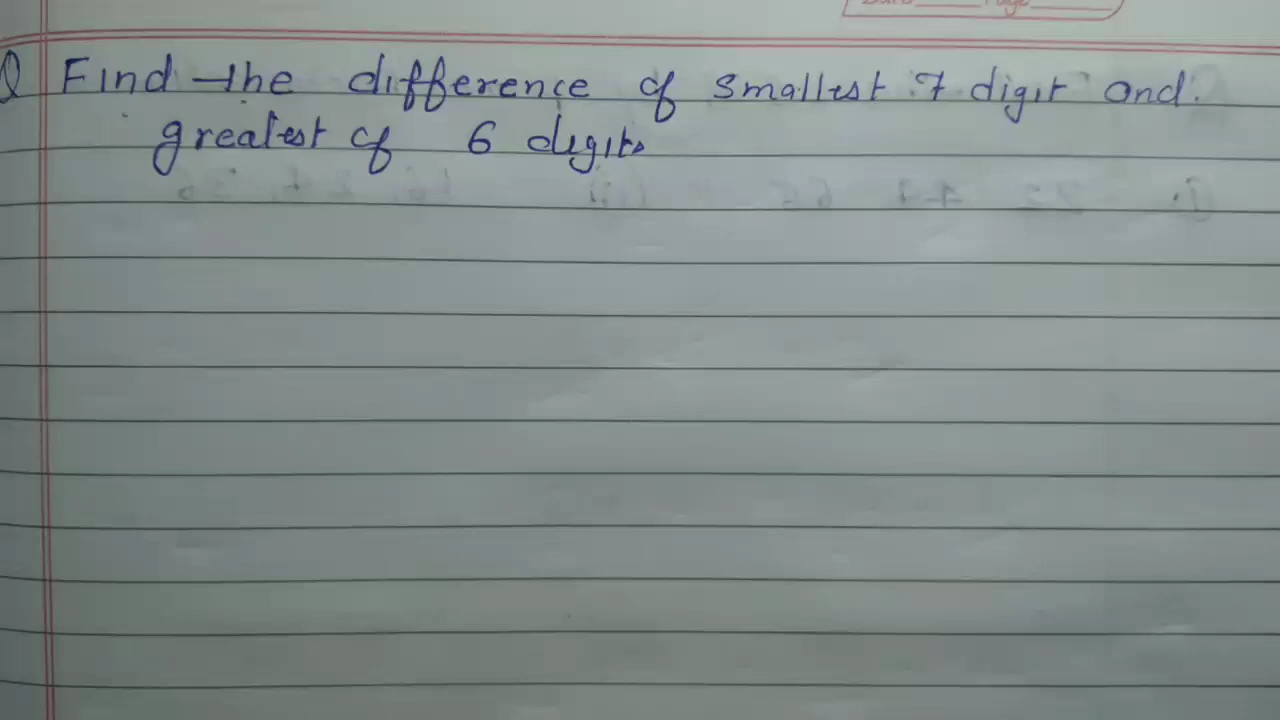 Q Find the difference of smallest 7 digit and
greatest of 6 digits